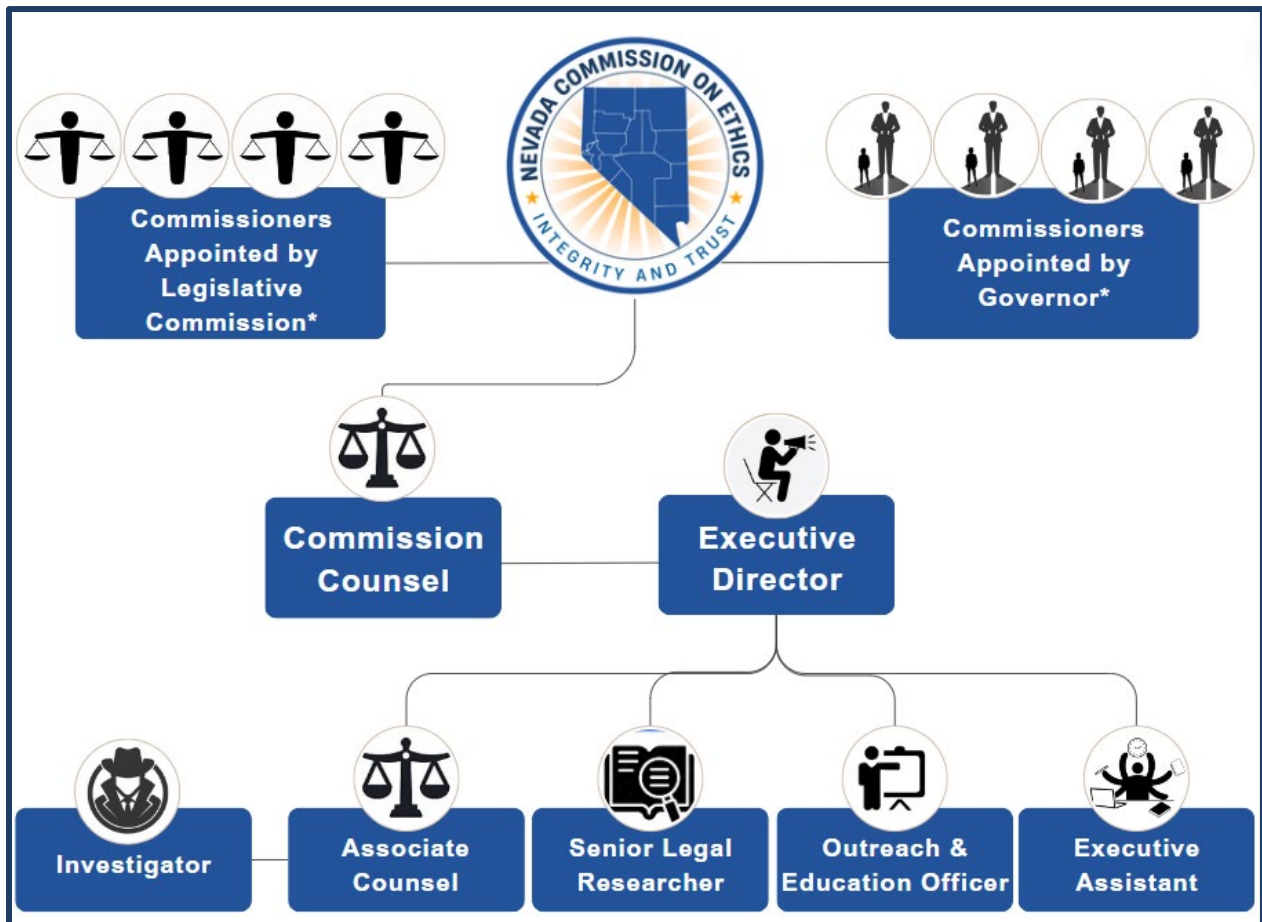 NEVADA COMMISSION ON ETHICS
INTEGRITY AND TRUST
Commissioners
Appointed by
Legislative
Commission*
Commissioners
Appointed by
Governor*
Commission
Counsel
Executive
Director
Investigator
Associate
Counsel
Senior Legal
Researcher
Outreach &
Education Officer
Executive
Assistant